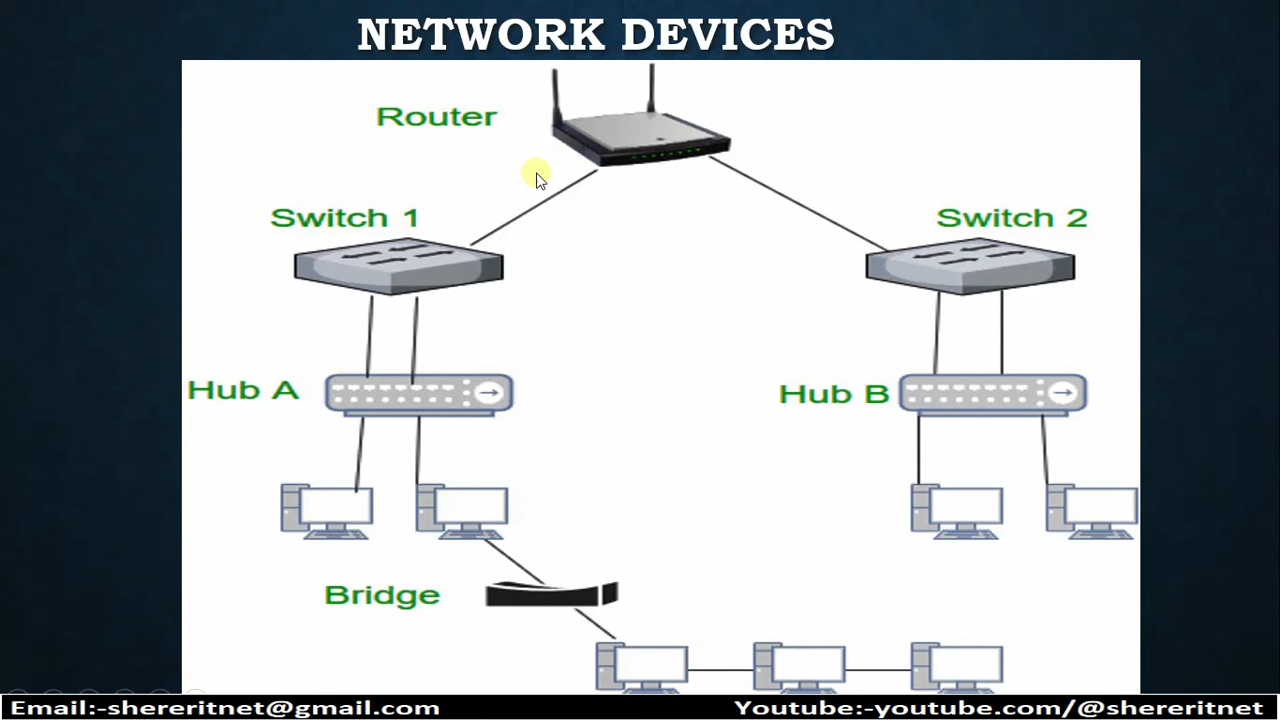 NETWORK DEVICES
Router
Switch 1
Switch 2
Hub A
Hub B
Bridge
Email:-shereritnet@gmail.com
Youtube:-youtube.com/@shereritnet